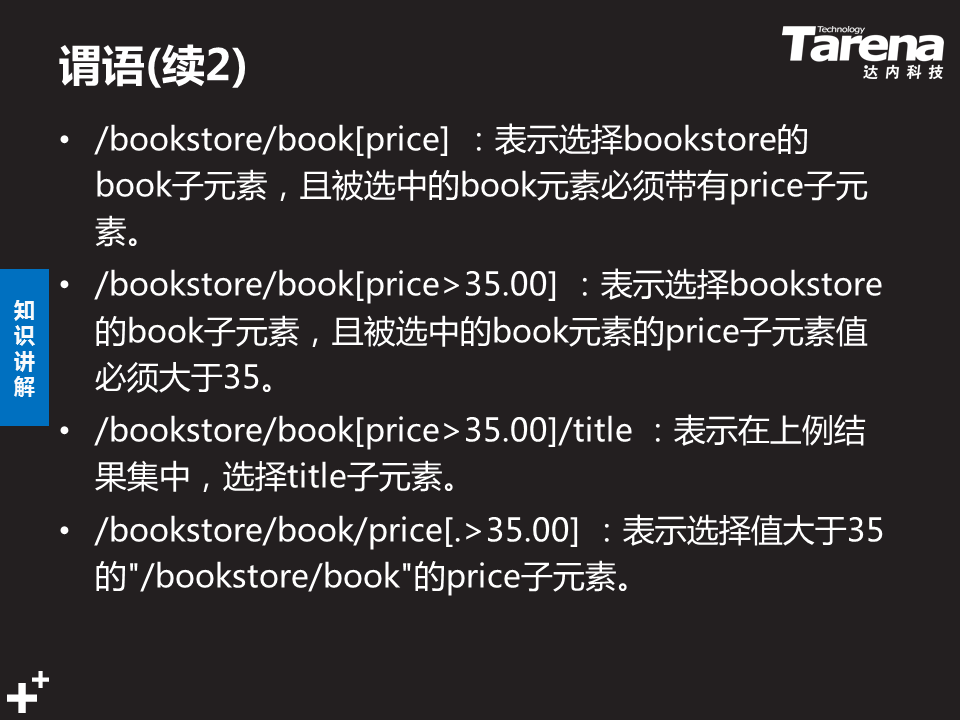 谓语(续2)
Technology
Tarena
达内科技
• /bookstore/book[price] ：表示选择bookstore的
book子元素，且被选中的book元素必须带有price子元
素。
• /bookstore/book[price>35.00] ：表示选择bookstore
的book子元素，且被选中的book元素的price子元素值
必须大于35。
• /bookstore/book[price>35.00]/title ：表示在上例结
果集中，选择title子元素。
• /bookstore/book/price[.>35.00] ：表示选择值大于35
的"/bookstore/book"的price子元素。
知
识
讲
解